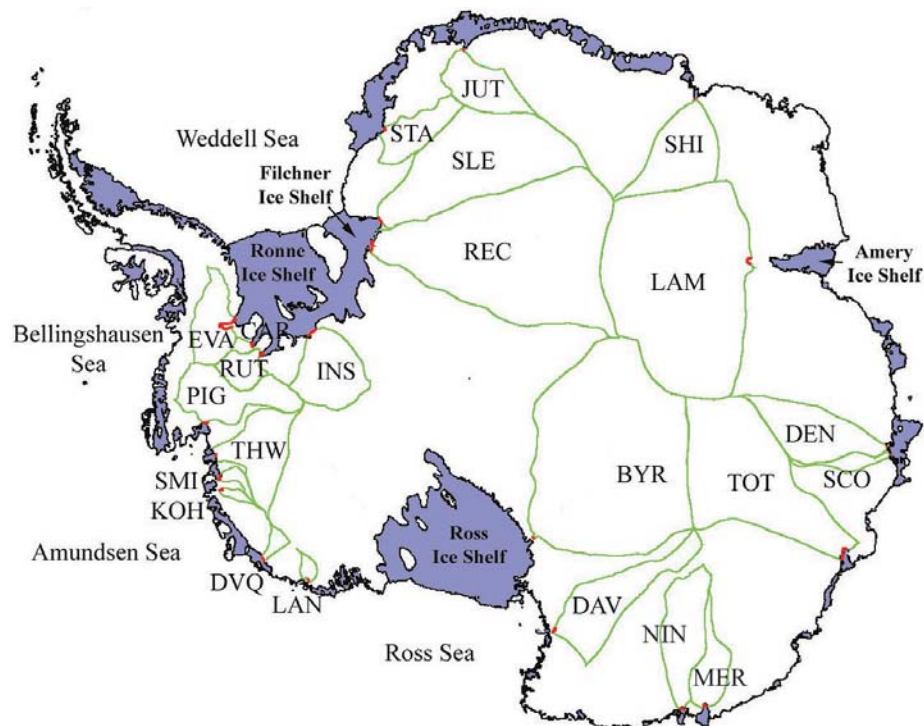 JUT
STA
SHI
Weddell Sea
SLE
Filchner
Ice Shelf
Ronne
Ice Shelf
REC
LAM
Amery
Ice Shelf
Bellingshausen
Sea
EVA
CAR
RUT
INS
PIG
THW
DEN
SMI
KOH
BYR
TOT
SCO
Ross
Ice Shelf
Amundsen Sea
DVQ
LAN
DAV
NIN
Ross Sea
MER